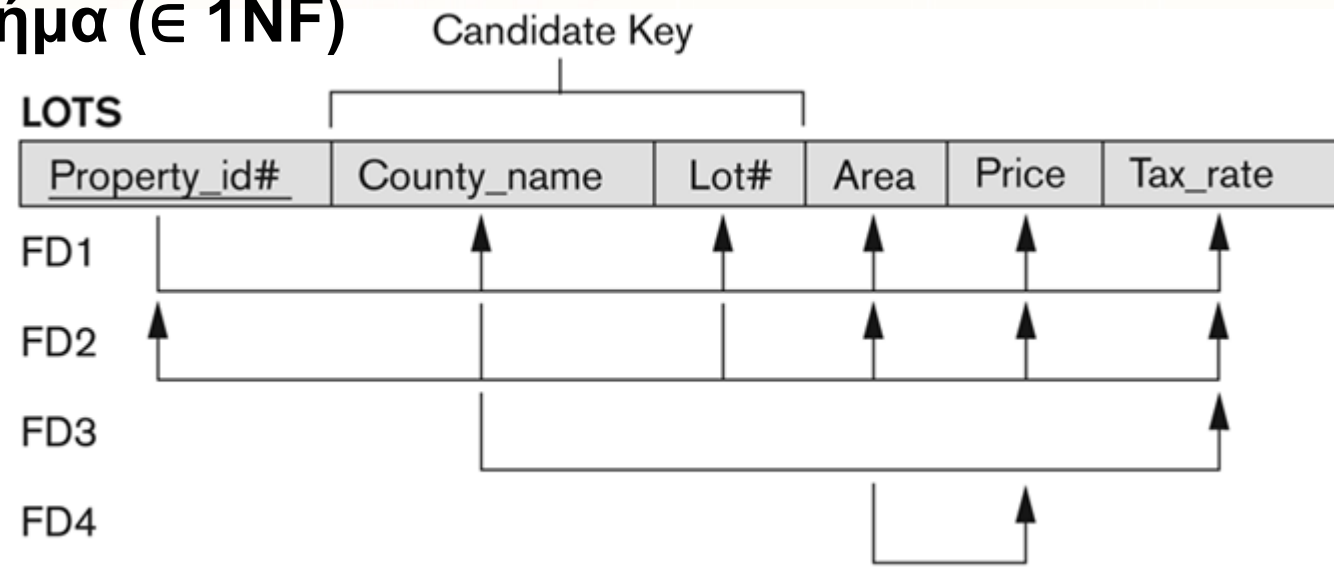 ήμα (∈ 1NF)
Candidate Key
LOTS
Property_id# County_name Lot# Area Price Tax_rate
FD1
FD2
FD3
FD4